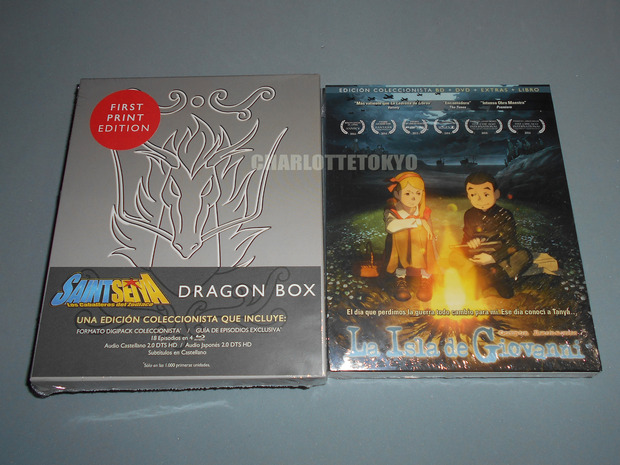 FIRST
PRINT
EDITION
CHARLOTTETOKYO
SAINT SEIYA
Los Caballeros del Zodiaco
DRAGON BOX
UNA EDICIÓN COLECCIONISTA QUE INCLUYE:
FORMATO DIGIPACK COLECCIONISTA* GUÍA DE EPISODIOS EXCLUSIVA*
18 Episodios en 4
Audio Castellano 2.0 DTS HD / Audio Japonés 2.0 DTS HD
Subtítulos en Castellano
*Sólo en las 1.000 primeras unidades.
EDICIÓN COLECCIONISTA BD + DVD + EXTRAS + LIBRO
El día que perdimos la guerra todo cambió para mí. Ese día conocí a Tanya...
La Isla de Giovanni